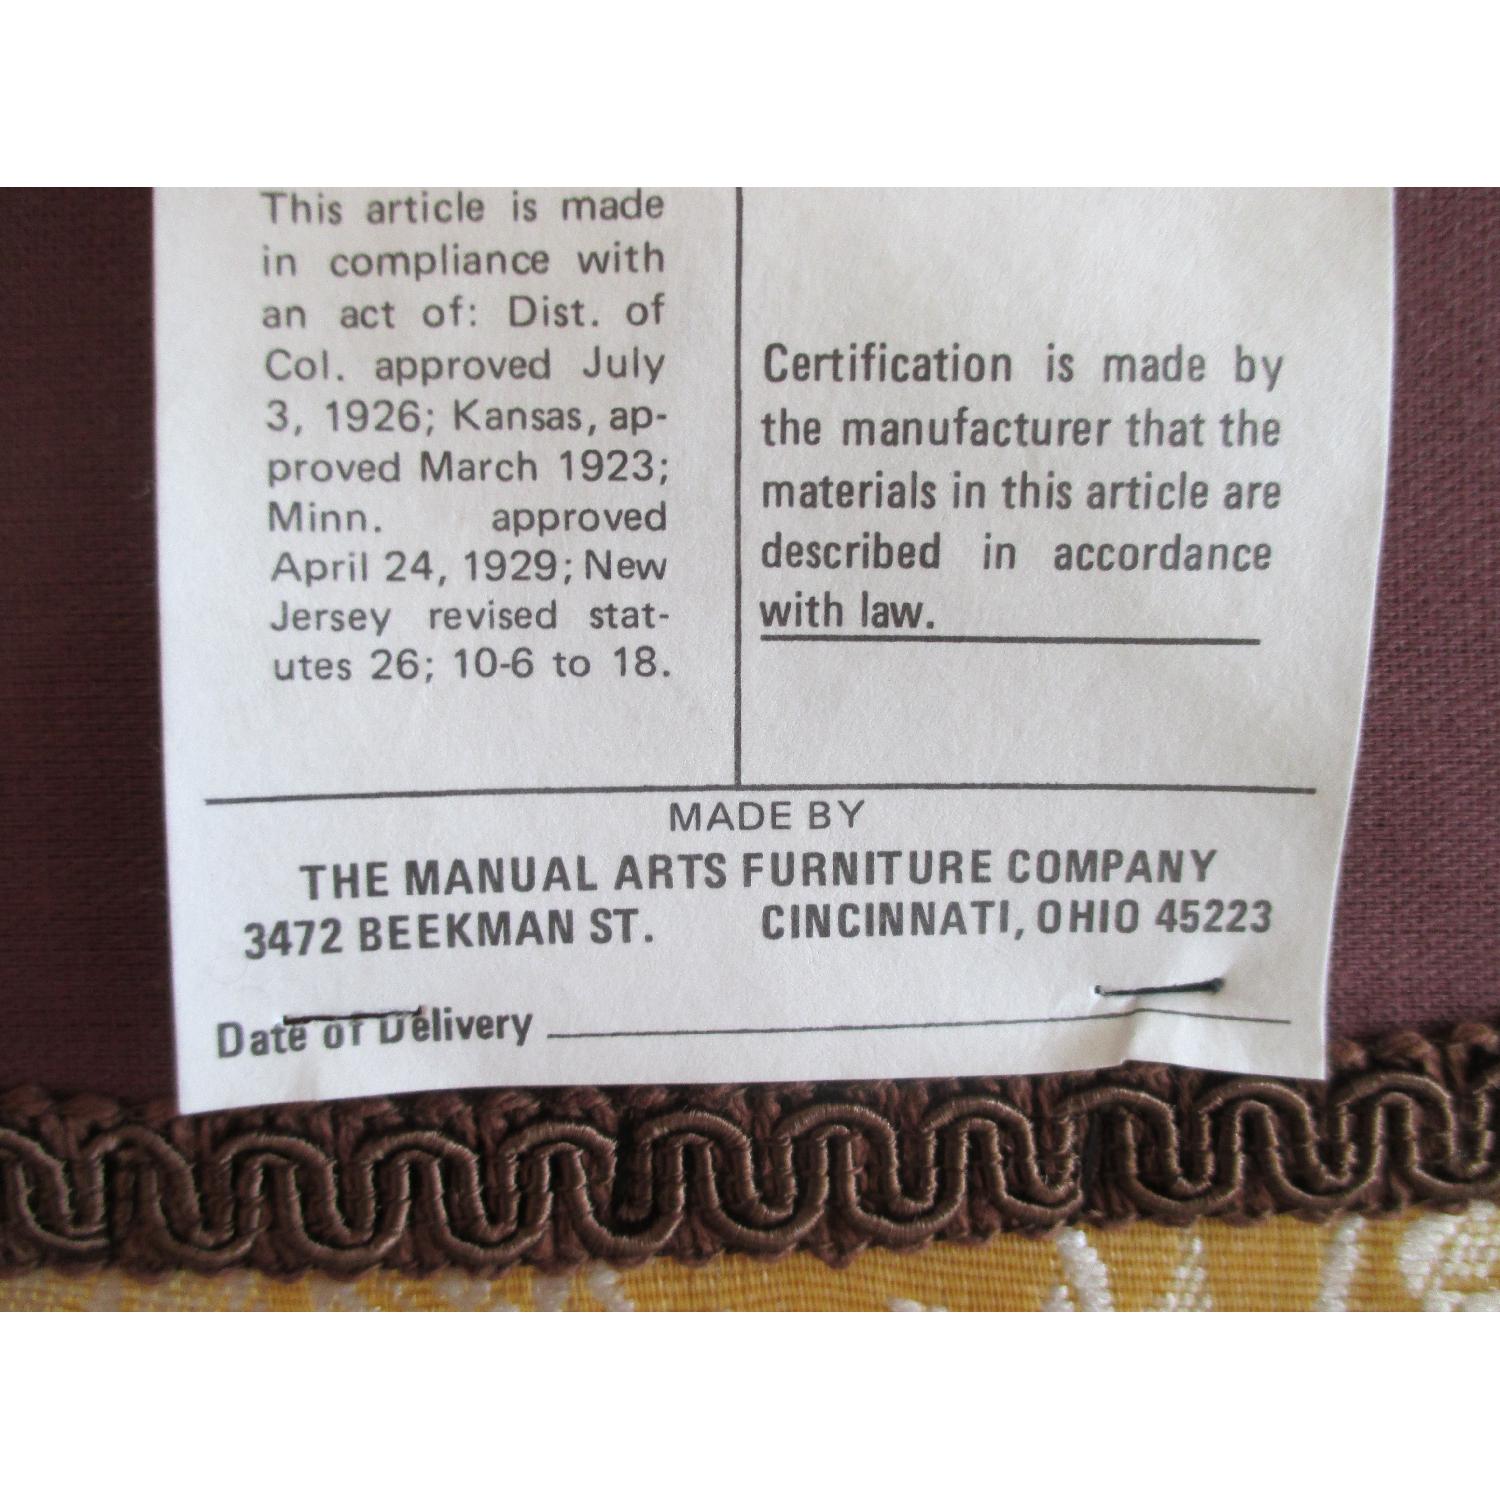 This article is made
in compliance with
an act of: Dist. of
Col. approved July
3, 1926; Kansas, ap-
proved March 1923;
Minn. approved
April 24, 1929; New
Jersey revised stat-
utes 26; 10-6 to 18.
Certification is made by
the manufacturer that the
materials in this article are
described in accordance
with law.
MADE BY
THE MANUAL ARTS FURNITURE COMPANY
3472 BEEKMAN ST. CINCINNATI, OHIO 45223
Date of Delivery